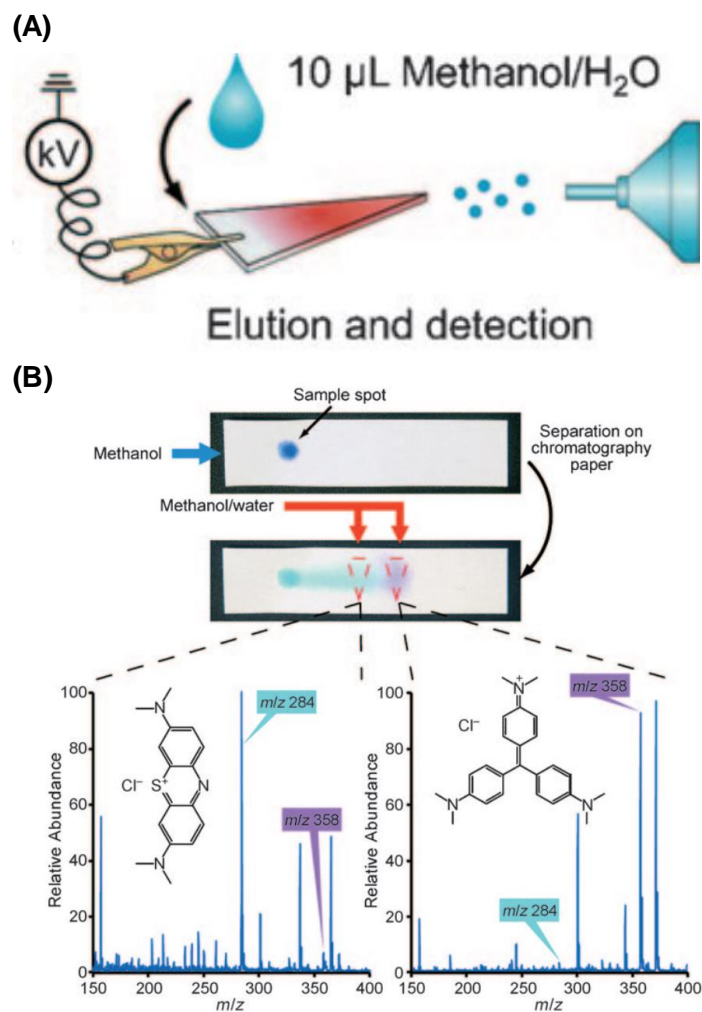 (A)
10 µL Methanol/H₂O
kV
Elution and detection
(B)
Sample spot
Methanol
Separation on
chromatography
paper
Methanol/water
100
80
60
40
20
0
Relative Abundance
N
S⁺
N
Cl⁻
N
m/z 284
m/z 358
150
200
250
300
350
400
m/z
100
80
60
40
20
0
Relative Abundance
N⁺
Cl⁻
N
N
m/z 358
m/z 284
150
200
250
300
350
400
m/z